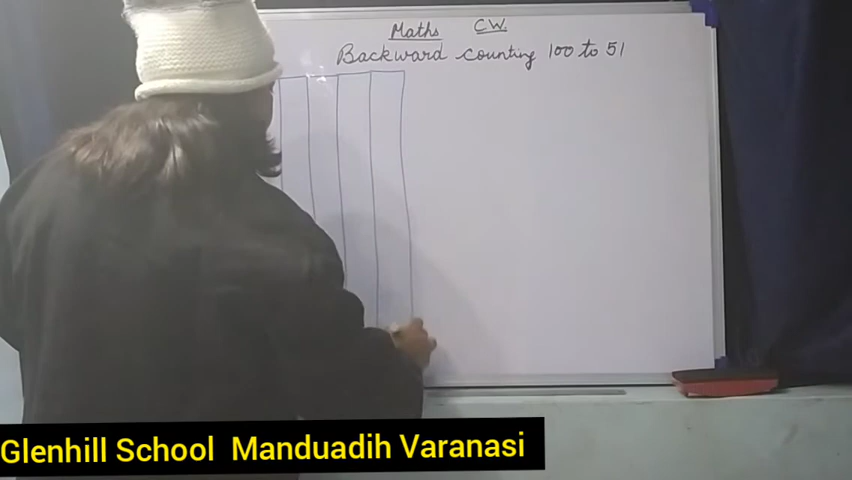 Maths C.W.
Backward counting 100 to 51
Glenhill School Manduadih Varanasi